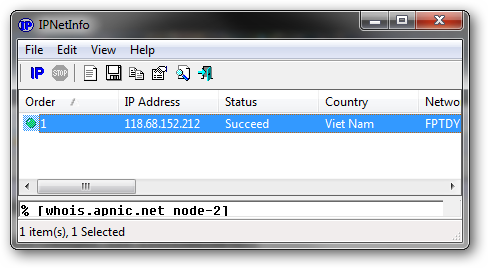 IPNetInfo
File Edit View Help
IP STOP
Order / IP Address Status Country Netwo
1 118.68.152.212 Succeed Viet Nam FPTDY
% [whois.apnic.net node-2]
1 item(s), 1 Selected